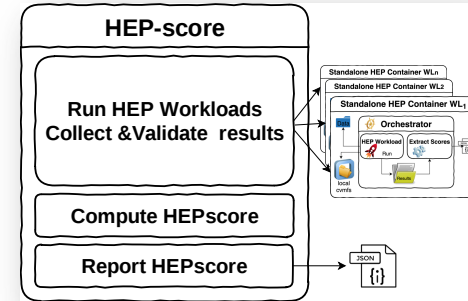 HEP-score
Run HEP Workloads
Collect &Validate results
Compute HEPscore
Report HEPscore
Standalone HEP Container WLn
Standalone HEP Container WL2
Standalone HEP Container WL1
Orchestrator
Data
HEP Workload
Run
Extract Scores
Results
local
cvmfs
JSON
{i}